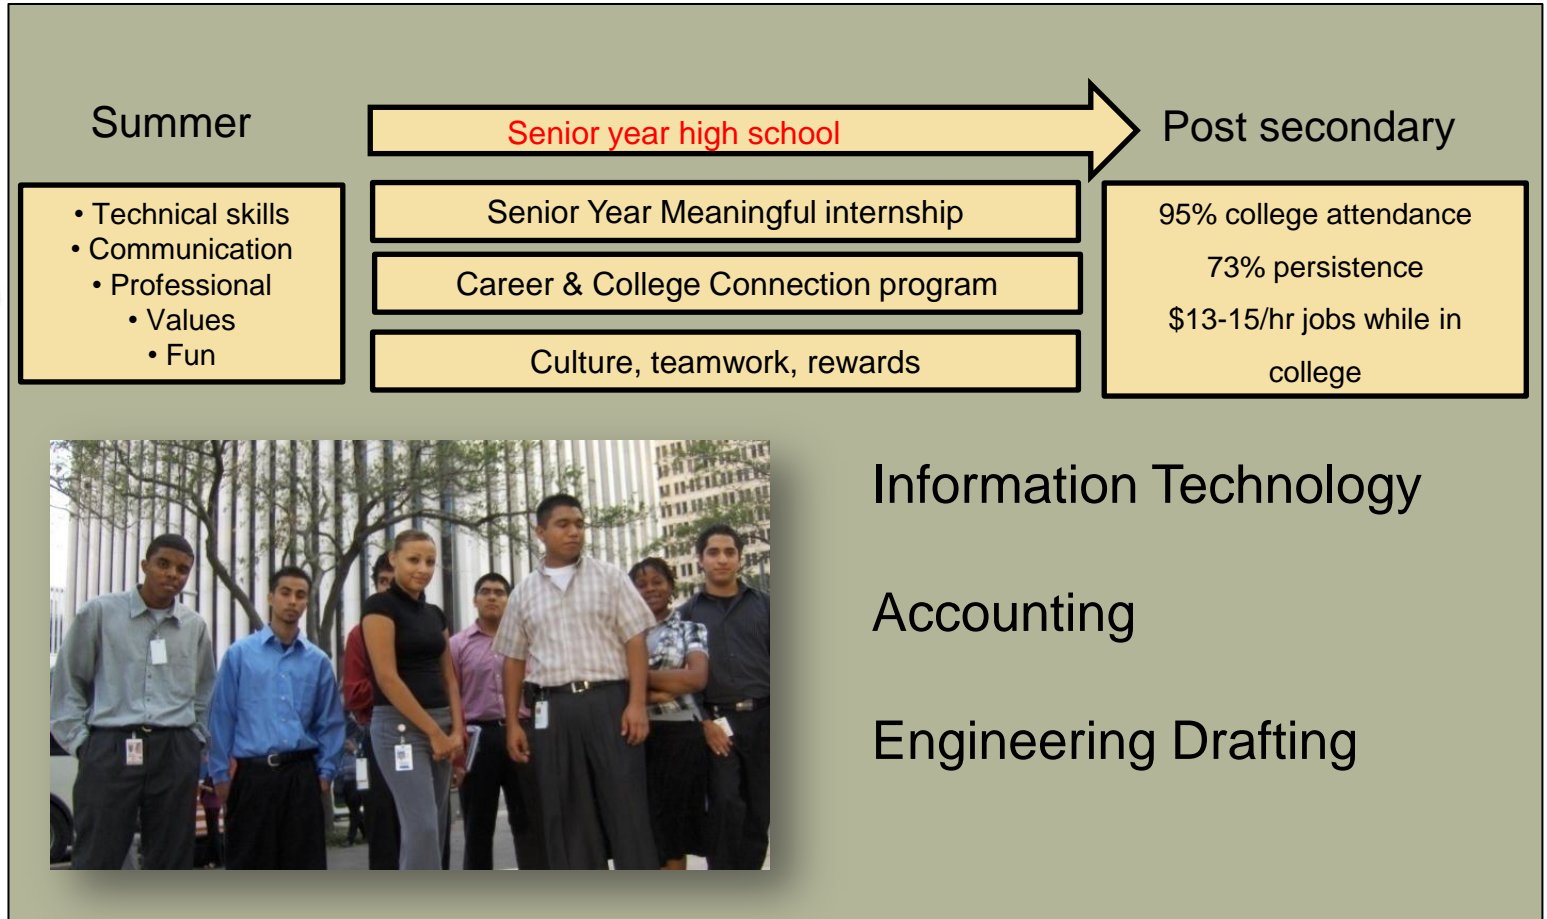 Summer
Senior year high school
Post secondary
• Technical skills
• Communication
• Professional
• Values
• Fun
Senior Year Meaningful internship
Career & College Connection program
Culture, teamwork, rewards
95% college attendance
73% persistence
$13-15/hr jobs while in
college
Information Technology
Accounting
Engineering Drafting